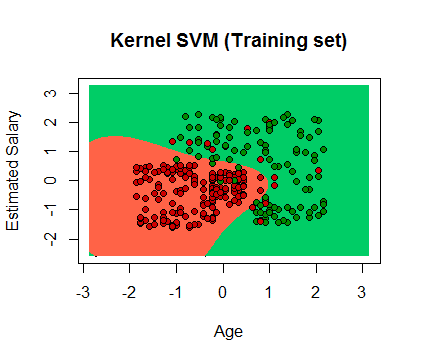 Kernel SVM (Training set)
Estimated Salary
3
2
1
0
-1
-2
-3 -2 -1 0 1 2 3
Age